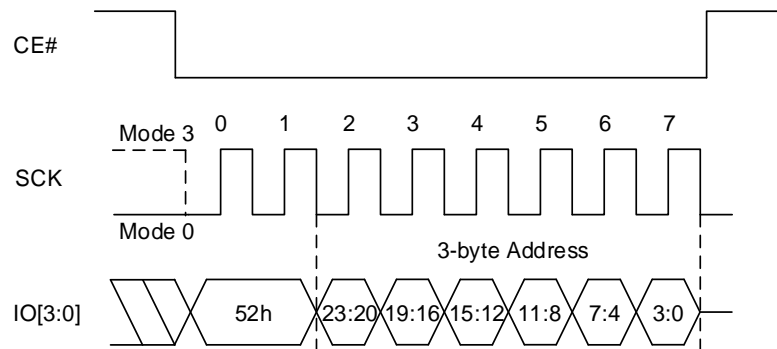 CE#
Mode 3 0 1 2 3 4 5 6 7
SCK
Mode 0
3-byte Address
IO[3:0] 52h 23:20 19:16 15:12 11:8 7:4 3:0